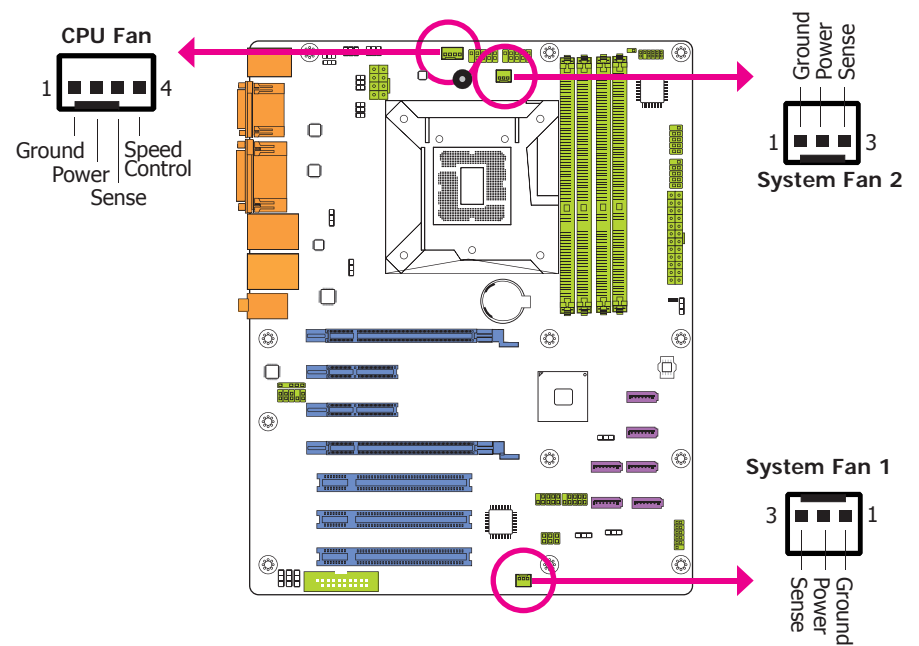 CPU Fan
1
4
Ground
Power
Sense
Speed
Control
Ground
Power
Sense
1
3
System Fan 2
System Fan 1
3
1
Sense
Power
Ground